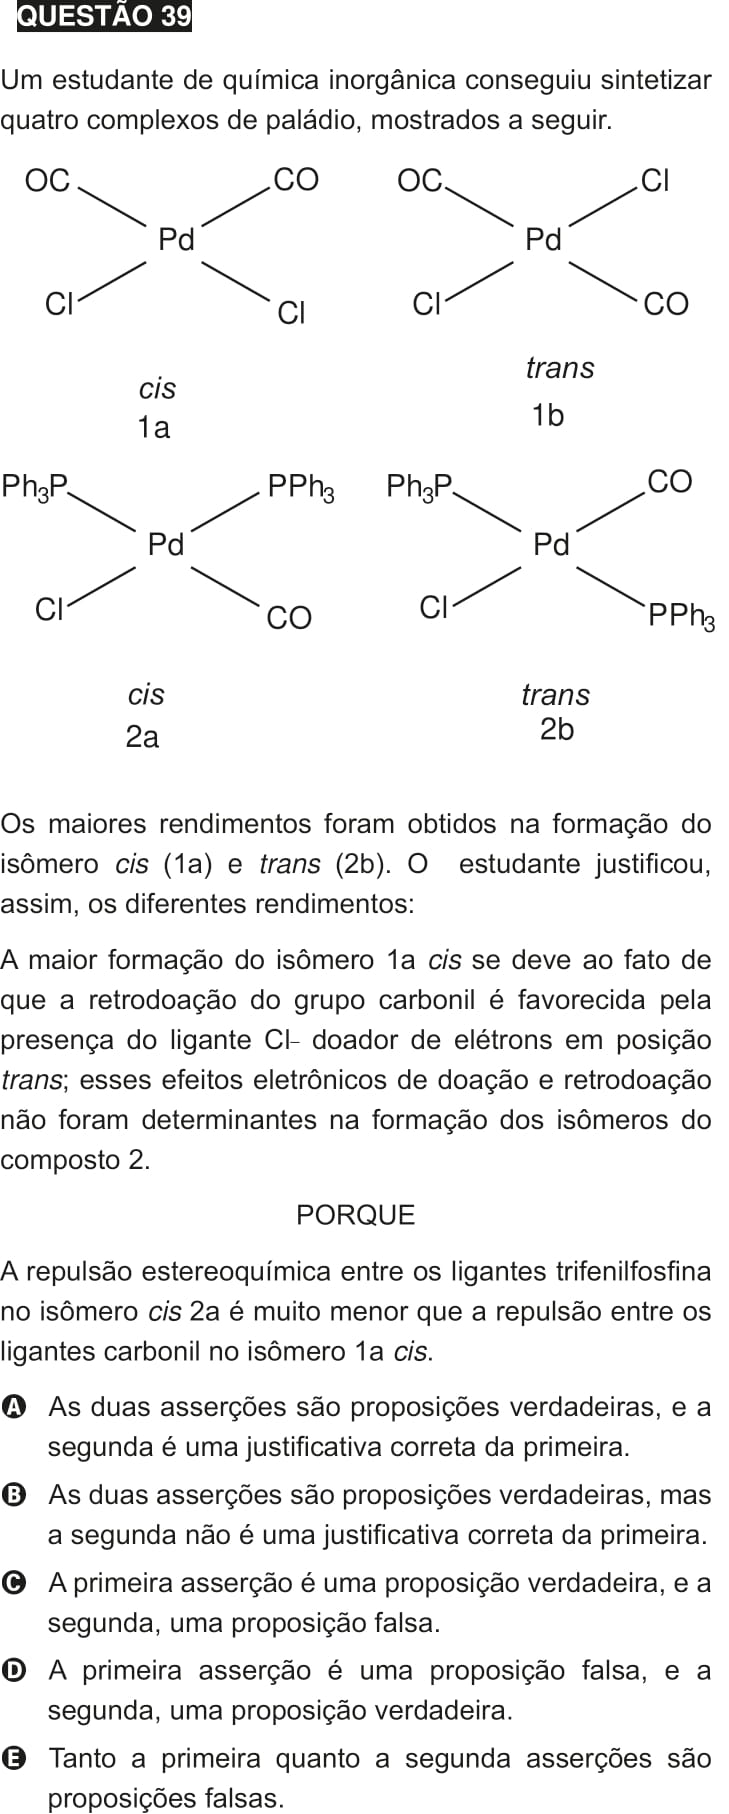 QUESTÃO 39
Um estudante de química inorgânica conseguiu sintetizar
quatro complexos de paládio, mostrados a seguir.
OC CO OC Cl
Pd Pd
Cl Cl Cl CO
cis trans
1a 1b
Ph3P PPh3 Ph3P CO
Pd Pd
Cl CO Cl PPh3
cis trans
2a 2b
Os maiores rendimentos foram obtidos na formação do
isômero cis (1a) e trans (2b). O estudante justificou,
assim, os diferentes rendimentos:
A maior formação do isômero 1a cis se deve ao fato de
que a retrodoação do grupo carbonil é favorecida pela
presença do ligante Cl– doador de elétrons em posição
trans; esses efeitos eletrônicos de doação e retrodoação
não foram determinantes na formação dos isômeros do
composto 2.
PORQUE
A repulsão estereoquímica entre os ligantes trifenilfosfina
no isômero cis 2a é muito menor que a repulsão entre os
ligantes carbonil no isômero 1a cis.
A As duas asserções são proposições verdadeiras, e a
segunda é uma justificativa correta da primeira.
B As duas asserções são proposições verdadeiras, mas
a segunda não é uma justificativa correta da primeira.
C A primeira asserção é uma proposição verdadeira, e a
segunda, uma proposição falsa.
D A primeira asserção é uma proposição falsa, e a
segunda, uma proposição verdadeira.
E Tanto a primeira quanto a segunda asserções são
proposições falsas.